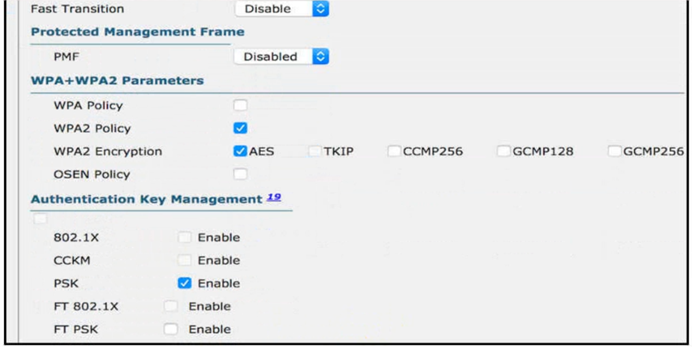 Fast Transition Disable
Protected Management Frame
PMF Disabled
WPA+WPA2 Parameters
WPA Policy
WPA2 Policy
WPA2 Encryption AES TKIP CCMP256 GCMP128 GCMP256
OSEN Policy
Authentication Key Management 19
802.1X Enable
CCKM Enable
PSK Enable
FT 802.1X Enable
FT PSK Enable